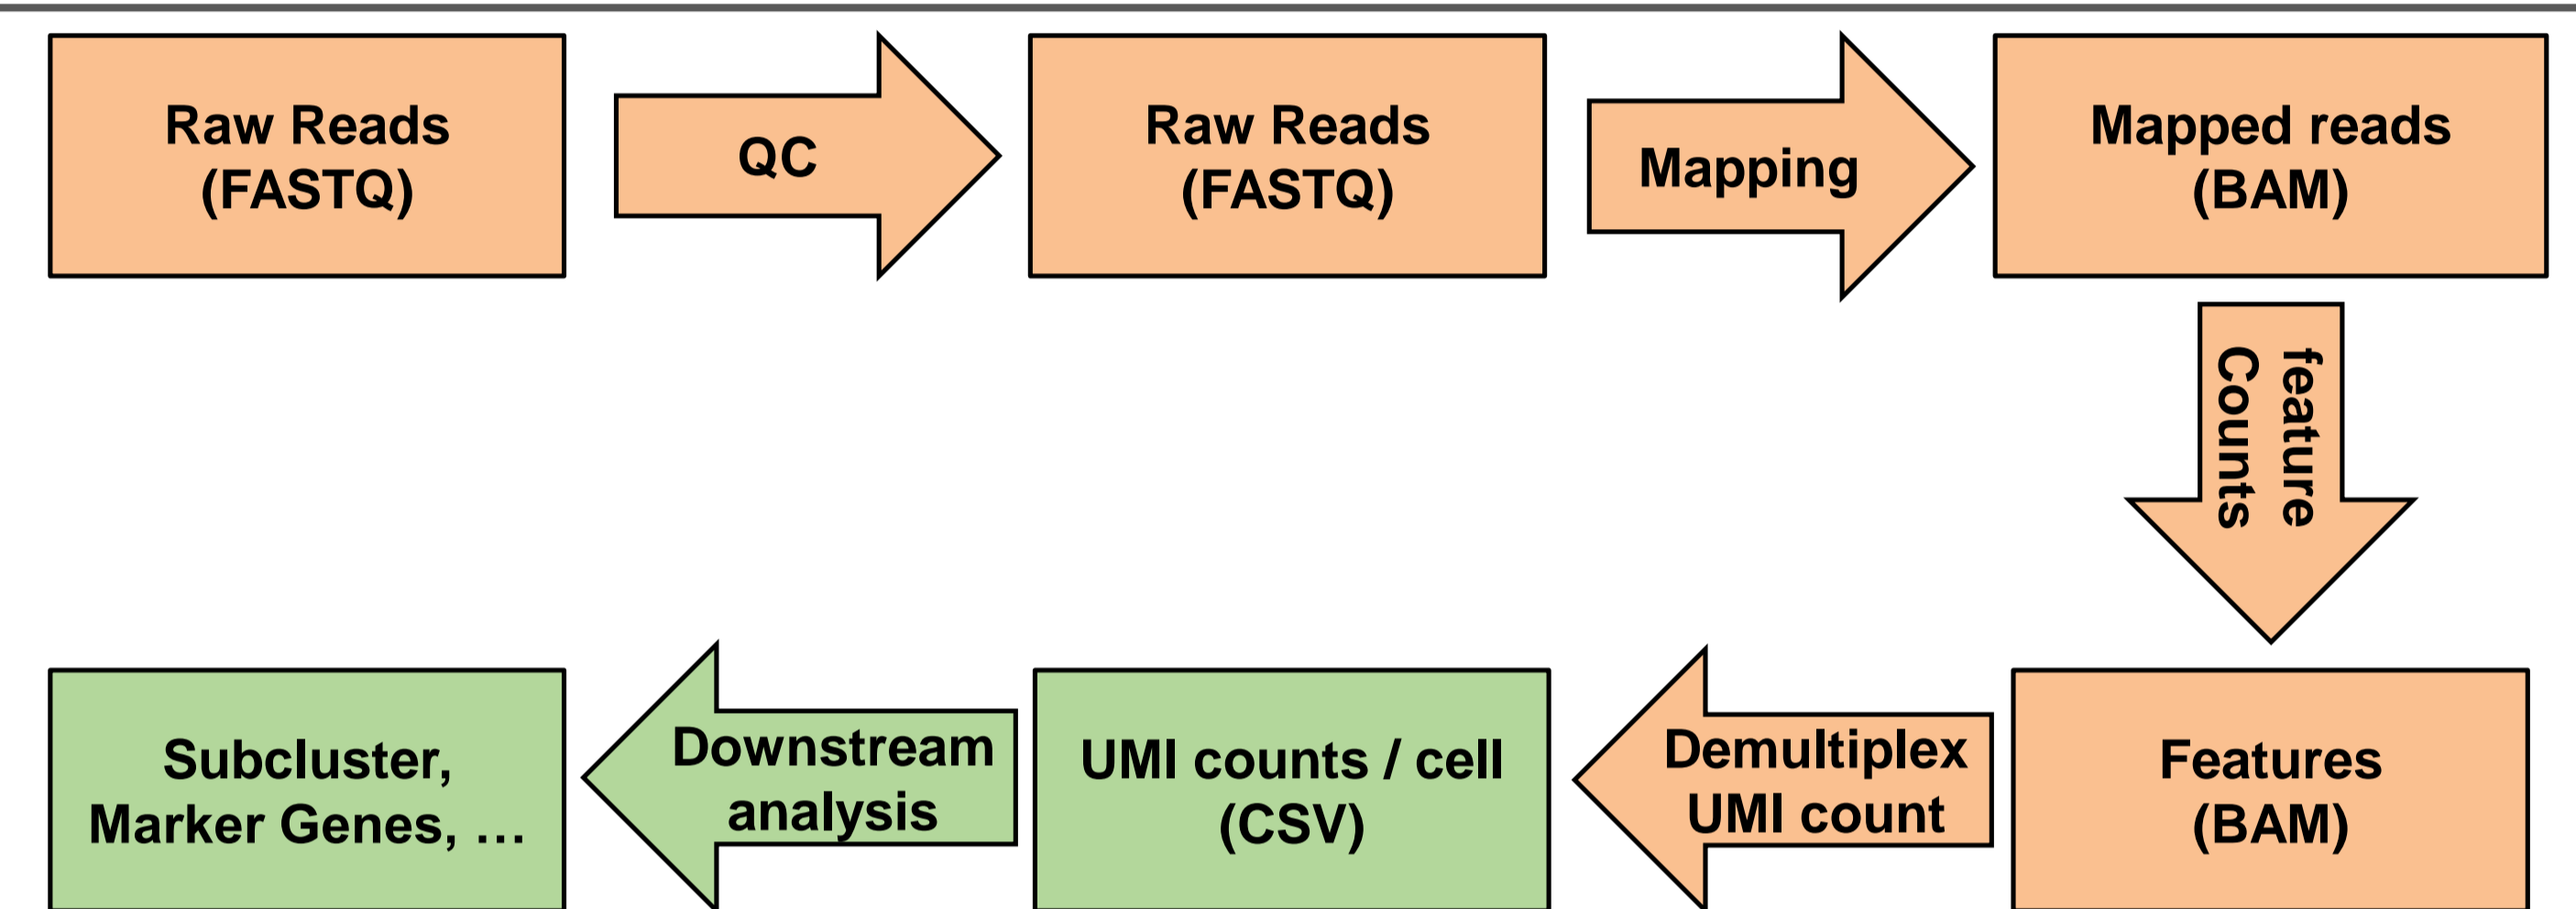 Raw Reads
(FASTQ)
QC
Raw Reads
(FASTQ)
Mapping
Mapped reads
(BAM)
feature
Counts
Features
(BAM)
Demultiplex
UMI count
UMI counts / cell
(CSV)
Downstream
analysis
Subcluster,
Marker Genes, …